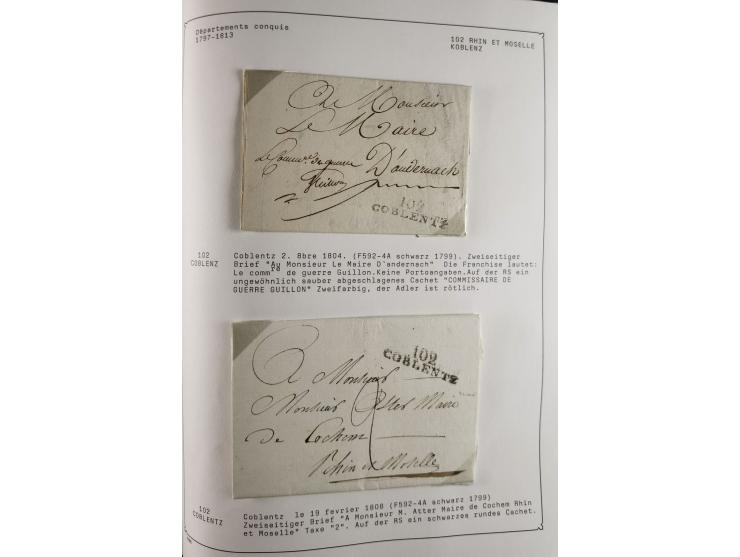 Départements conquis
1797-1813
102 RHIN ET MOSELLE
KOBLENZ
Monsieur
Le Maire
D'andernach
102
COBLENTZ
102
COBLENZ
Coblentz 2. 8bre 1804. (F592-4A schwarz 1799). Zweiseitiger
Brief "Au Monsieur Le Maire D`andernach" Die Franchise lautet:
Le commre de guerre Guillon.Keine Portoangaben.Auf der RS ein
ungewöhnlich sauber abgeschlagenes Cachet "COMMISSAIRE DE
GUERRE GUILLON" Zweifarbig, der Adler ist rötlich.
102
COBLENTZ
A Monsieur
Monsieur Maire
De Cochem
Rhin et Moselle
102
COBLENZ
Coblentz le 19 fevrier 1808 (F592-4A schwarz 1799)
Zweiseitiger Brief "A Monsieur M. Atter Maire de Cochem Rhin
et Moselle" Taxe "2". Auf der RS ein schwarzes rundes Cachet.